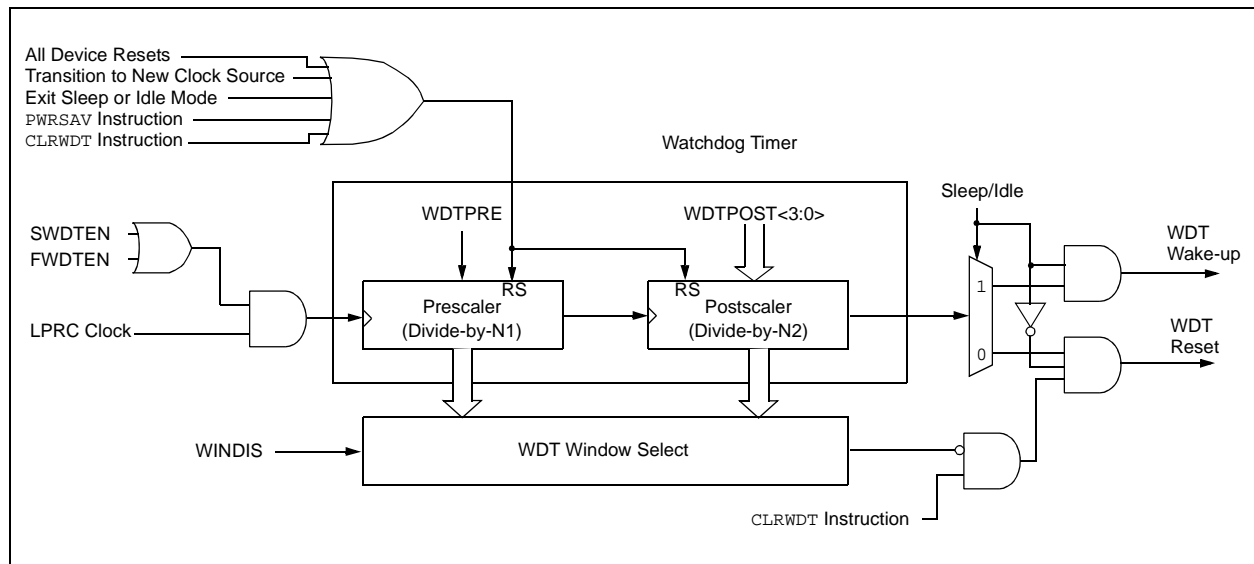 All Device Resets
Transition to New Clock Source
Exit Sleep or Idle Mode
PWRSAV Instruction
CLRWDT Instruction
Watchdog Timer
Sleep/Idle
WDTPRE
WDTPOST<3:0>
SWDTEN
FWDTEN
WDT
Wake-up
RS
RS
1
Prescaler
(Divide-by-N1)
Postscaler
(Divide-by-N2)
LPRC Clock
0
WDT
Reset
WINDIS
WDT Window Select
CLRWDT Instruction